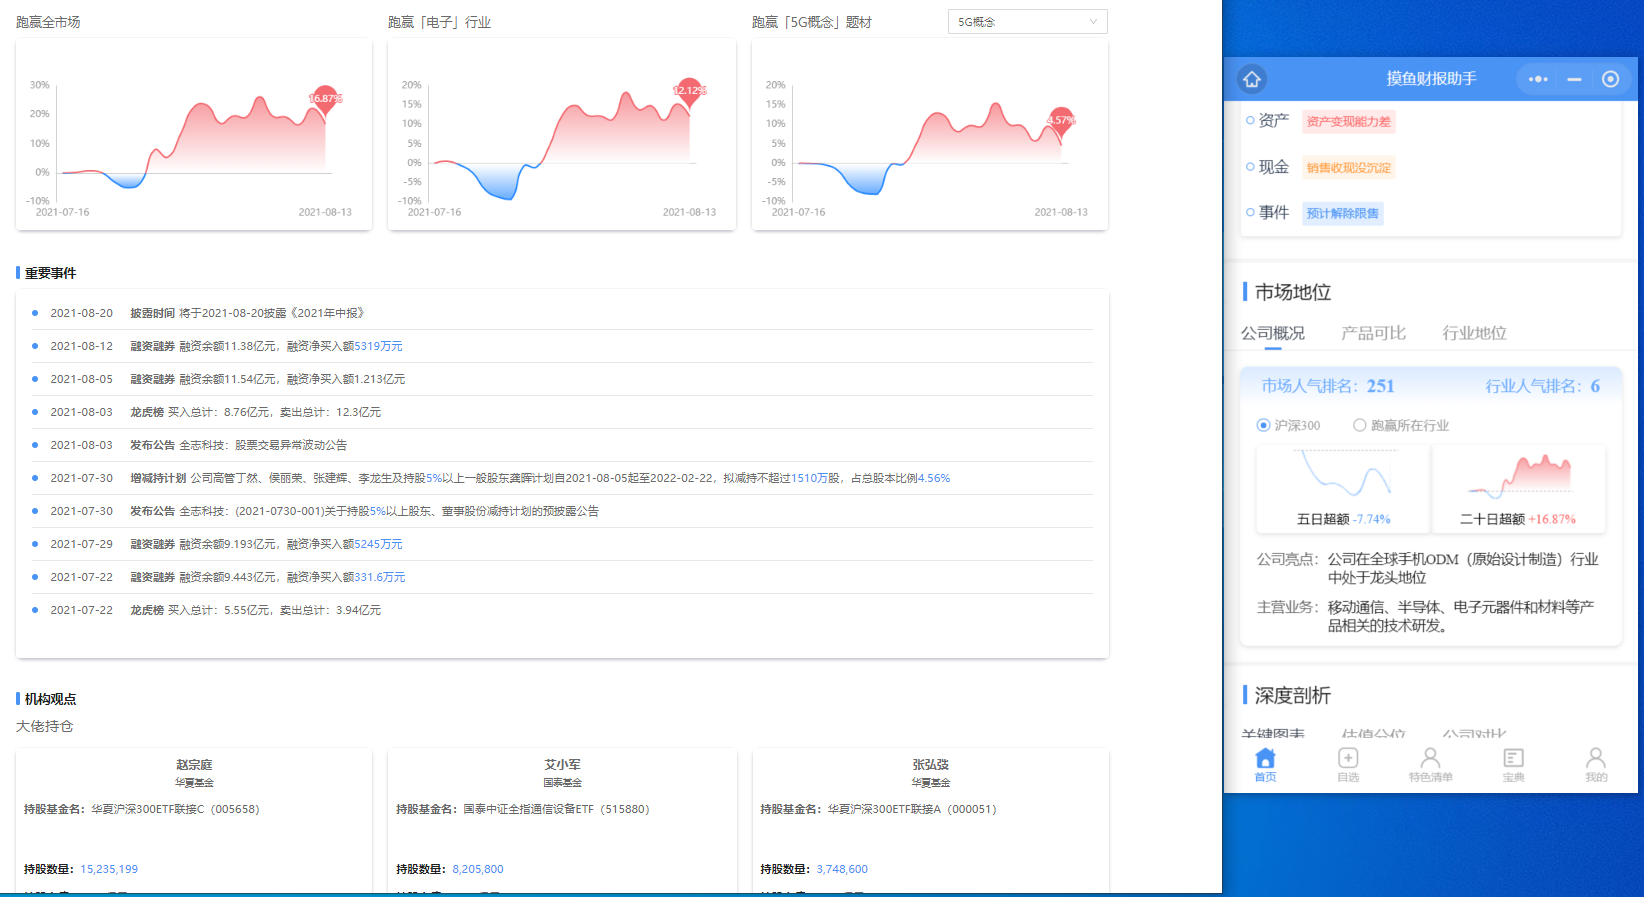 跑赢全市场
跑赢「电子」行业
跑赢「5G概念」题材
5G概念
30%
20%
10%
0%
-10%
16.87%
2021-07-16
2021-08-13
20%
15%
10%
5%
0%
-5%
-10%
12.12%
2021-07-16
2021-08-13
20%
15%
10%
5%
0%
-5%
-10%
4.57%
2021-07-16
2021-08-13
重要事件
2021-08-20 披露时间 将于2021-08-20披露《2021年中报》
2021-08-12 融资融券 融资余额11.38亿元，融资净买入额5319万元
2021-08-05 融资融券 融资余额11.54亿元，融资净买入额1.213亿元
2021-08-03 龙虎榜 买入总计：8.76亿元，卖出总计：12.3亿元
2021-08-03 发布公告 全志科技：股票交易异常波动公告
2021-07-30 增减持计划 公司高管丁然、侯丽荣、张建辉、李龙生及持股5%以上一般股东龚晖计划自2021-08-05起至2022-02-22，拟减持不超过1510万股，占总股本比例4.56%
2021-07-30 发布公告 全志科技：(2021-0730-001)关于持股5%以上股东、董事股份减持计划的预披露公告
2021-07-29 融资融券 融资余额9.193亿元，融资净买入额5245万元
2021-07-22 融资融券 融资余额9.443亿元，融资净买入额331.6万元
2021-07-22 龙虎榜 买入总计：5.55亿元，卖出总计：3.94亿元
机构观点
大佬持仓
赵宗庭
华夏基金
持股基金名：华夏沪深300ETF联接C（005658）
持股数量：15,235,199
艾小军
国泰基金
持股基金名：国泰中证全指通信设备ETF（515880）
持股数量：8,205,800
张弘弢
华夏基金
持股基金名：华夏沪深300ETF联接A（000051）
持股数量：3,748,600
摸鱼财报助手
资产 资产变现能力差
现金 销售收现没沉淀
事件 预计解除限售
市场地位
公司概况 产品可比 行业地位
市场人气排名：251 行业人气排名：6
沪深300 跑赢所在行业
五日超额 -7.74%
二十日超额 +16.87%
公司亮点：公司在全球手机ODM（原始设计制造）行业
中处于龙头地位
主营业务：移动通信、半导体、电子元器件和材料等产
品相关的技术研发。
深度剖析
关键图表 估值分位 公司对比
首页 自选 特色清单 宝典 我的